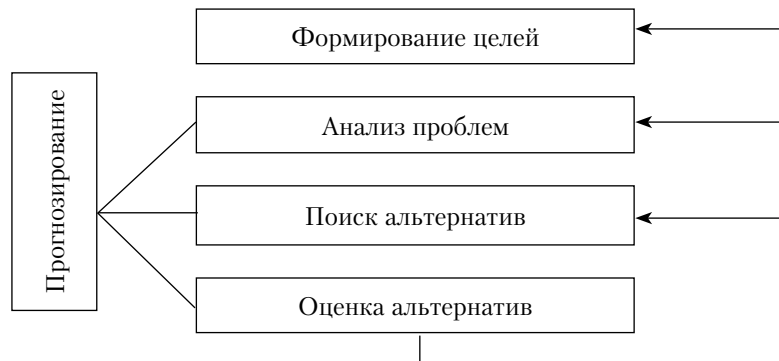 Прогнозирование
Формирование целей
Анализ проблем
Поиск альтернатив
Оценка альтернатив